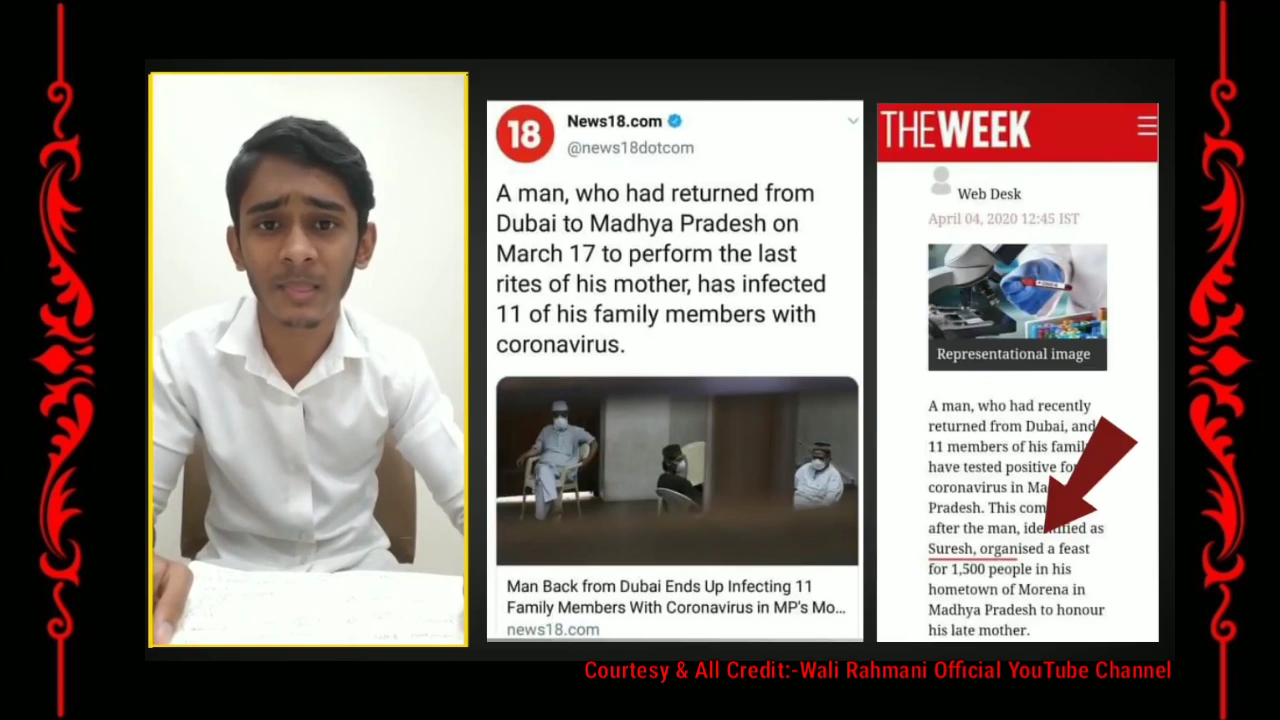 18
News18.com
@news18dotcom
A man, who had returned from
Dubai to Madhya Pradesh on
March 17 to perform the last
rites of his mother, has infected
11 of his family members with
coronavirus.
Man Back from Dubai Ends Up Infecting 11
Family Members With Coronavirus in MP's Mo...
news18.com
THEWEEK
Web Desk
April 04, 2020 12:45 IST
Representational image
A man, who had recently
returned from Dubai, and
11 members of his family
have tested positive for
coronavirus in
Pradesh. This
after the man, identified as
Suresh, organised a feast
for 1,500 people in his
hometown of Morena in
Madhya Pradesh to honour
his late mother.
Courtesy & All Credit:-Wali Rahmani Official YouTube Channel